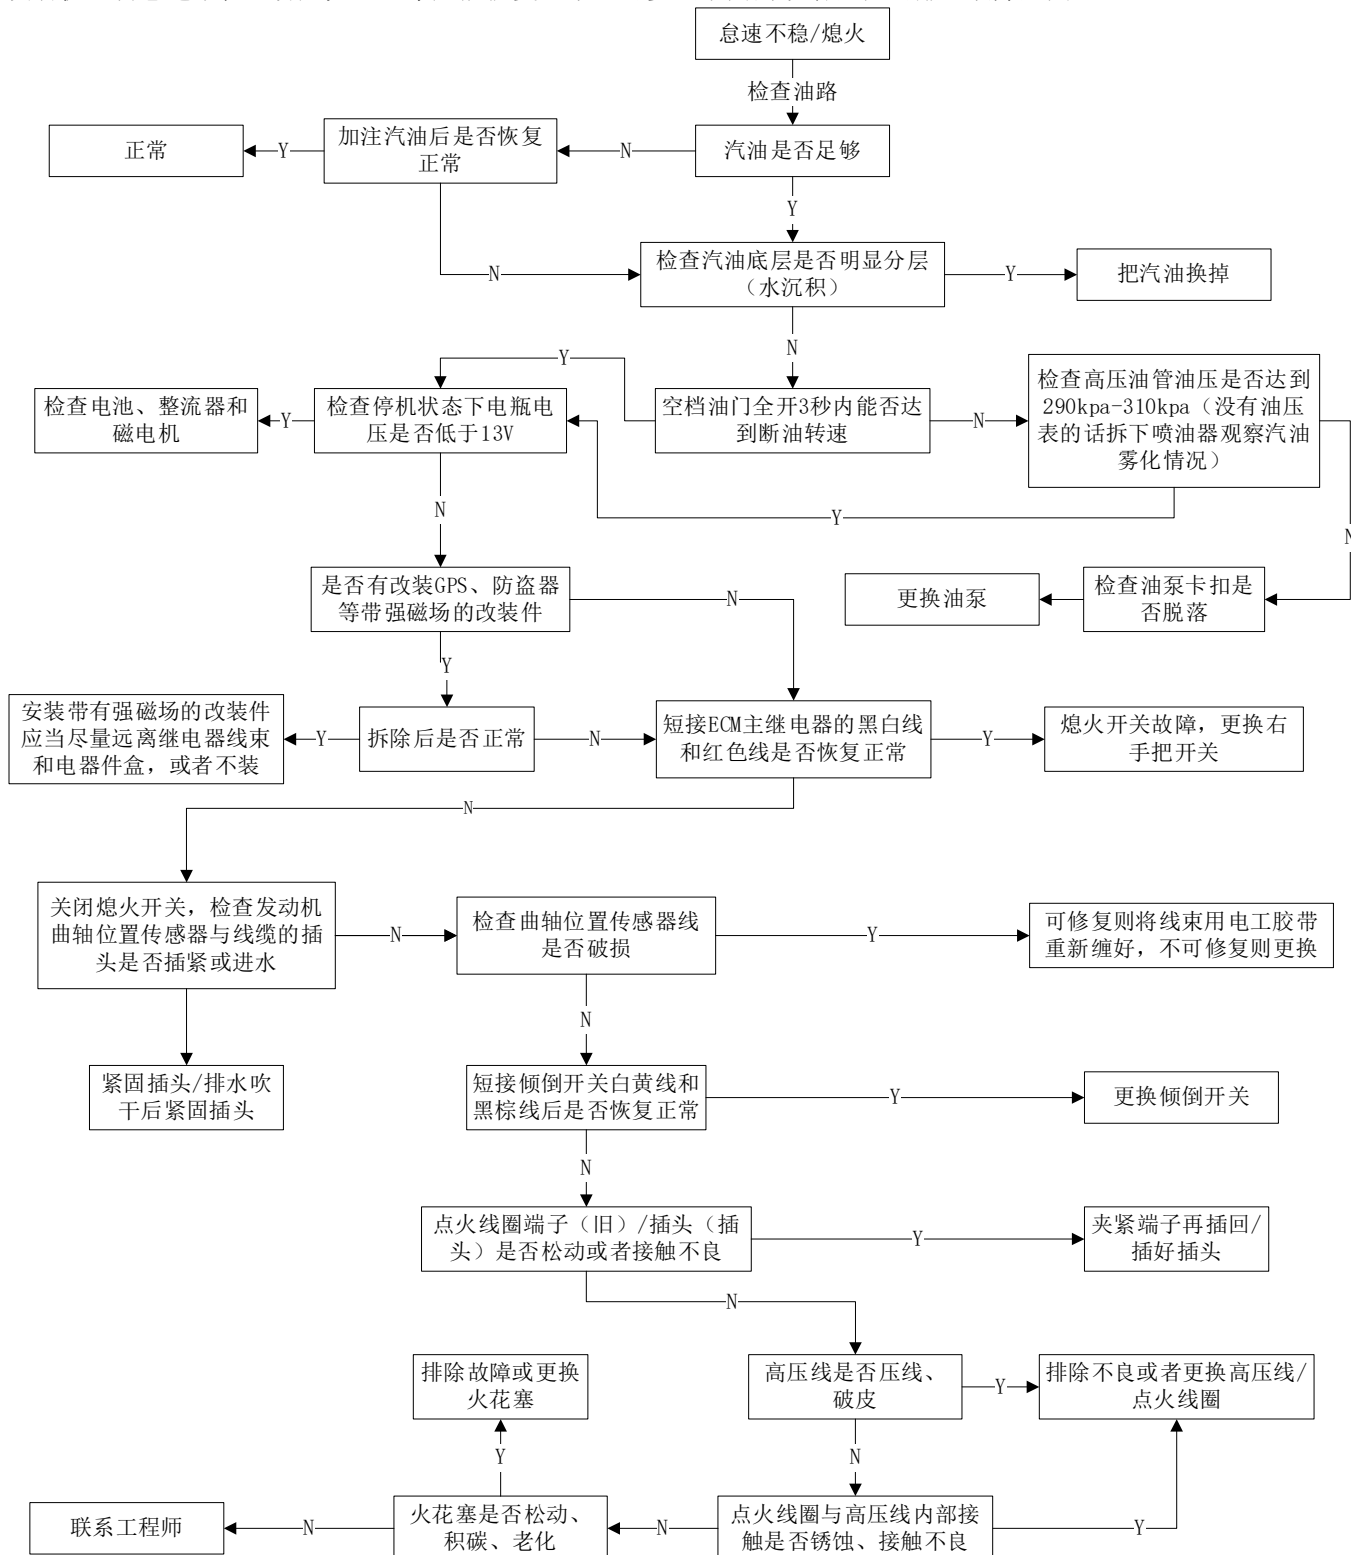 怠速不稳/熄火
检查油路
正常
Y
加注汽油后是否恢复
正常
N
汽油是否足够
Y
N
检查汽油底层是否明显分层
（水沉积）
Y
把汽油换掉
N
Y
检查电池、整流器和
磁电机
Y
检查停机状态下电瓶电
压是否低于13V
空档油门全开3秒内能否达
到断油转速
N
检查高压油管油压是否达到
290kpa-310kpa（没有油压
表的话拆下喷油器观察汽油
雾化情况）
N
Y
N
是否有改装GPS、防盗器
等带强磁场的改装件
N
更换油泵
检查油泵卡扣是
否脱落
Y
安装带有强磁场的改装件
应当尽量远离继电器线束
和电器件盒，或者不装
Y
拆除后是否正常
N
短接ECM主继电器的黑白线
和红色线是否恢复正常
Y
熄火开关故障，更换右
手把开关
N
关闭熄火开关，检查发动机
曲轴位置传感器与线缆的插
头是否插紧或进水
N
检查曲轴位置传感器线
是否破损
Y
可修复则将线束用电工胶带
重新缠好，不可修复则更换
N
紧固插头/排水吹
干后紧固插头
短接倾倒开关白黄线和
黑棕线后是否恢复正常
Y
更换倾倒开关
N
点火线圈端子（旧）/插头（插
头）是否松动或者接触不良
Y
夹紧端子再插回/
插好插头
N
排除故障或更换
火花塞
高压线是否压线、
破皮
Y
排除不良或者更换高压线/
点火线圈
Y
N
联系工程师
N
火花塞是否松动、
积碳、老化
N
点火线圈与高压线内部接
触是否锈蚀、接触不良
Y